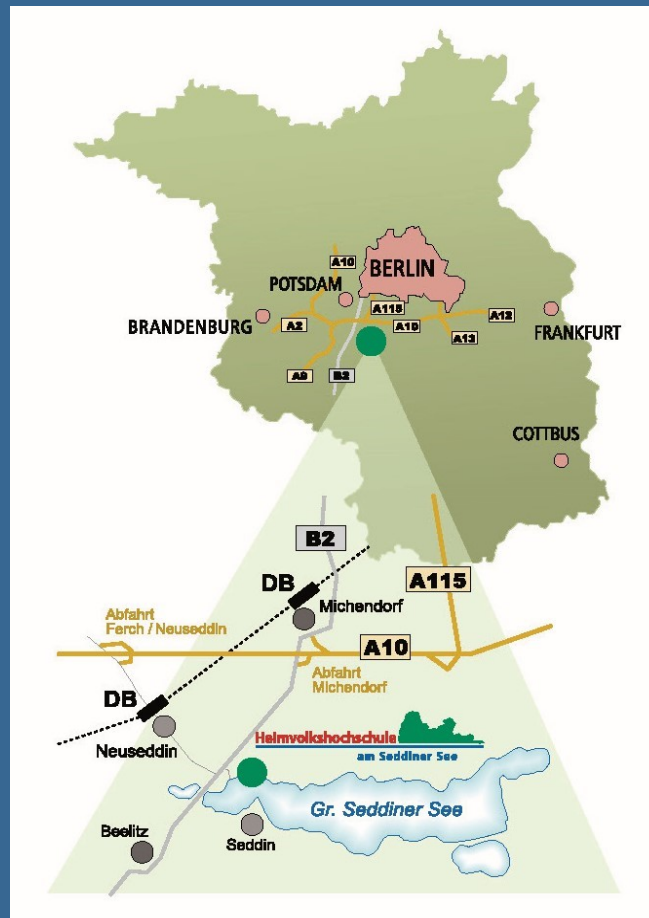 A10
BERLIN
POTSDAM
A115
BRANDENBURG
A2
A10
A12
A13
FRANKFURT
A9
B2
COTTBUS
B2
A115
DB
Michendorf
Abfahrt
Ferch / Neuseddin
A10
Abfahrt
Michendorf
DB
Neuseddin
Heimvolkshochschule
am Seddiner See
Gr. Seddiner See
Seddin
Beelitz